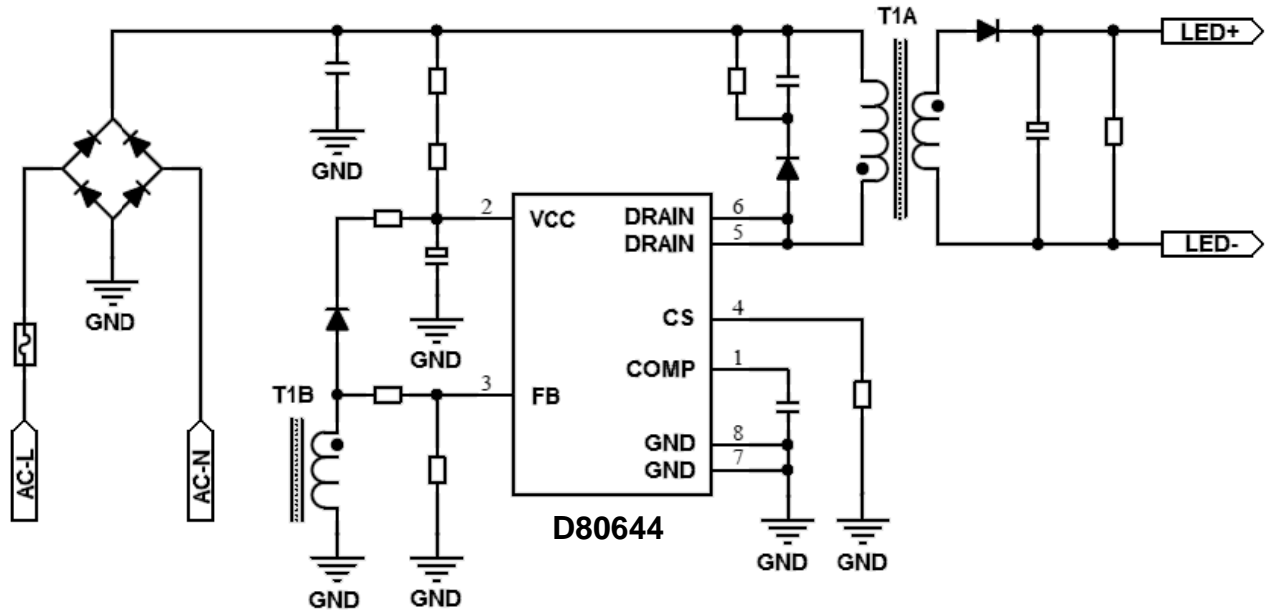 T1A
LED+
GND
2
VCC
DRAIN
6
DRAIN
5
LED-
GND
CS
4
GND
COMP
1
T1B
3
FB
AC-L
AC-N
GND
8
GND
7
D80644
GND
GND
GND
GND